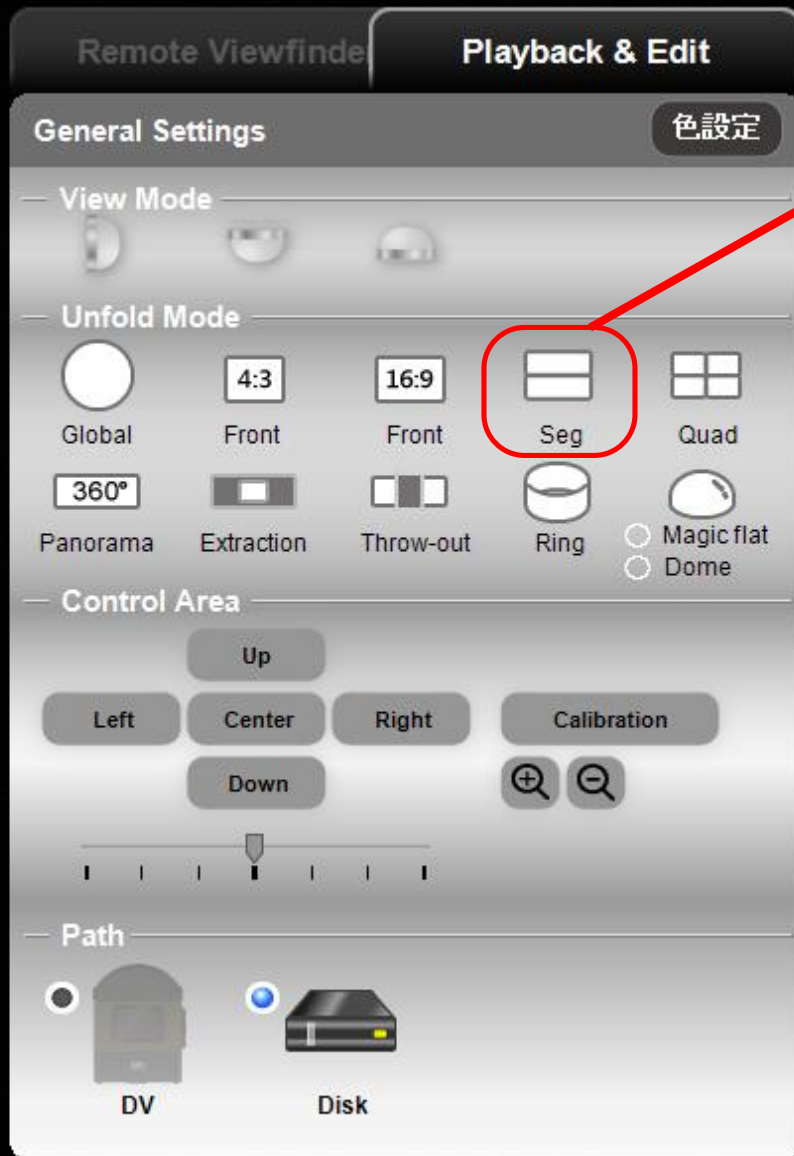 Remote Viewfinder Playback & Edit
General Settings 色設定
View Mode
Unfold Mode
4:3 16:9
Global Front Front Seg Quad
360°
Panorama Extraction Throw-out Ring Magic flat
Dome
Control Area
Up
Left Center Right Calibration
Down
Path
DV Disk